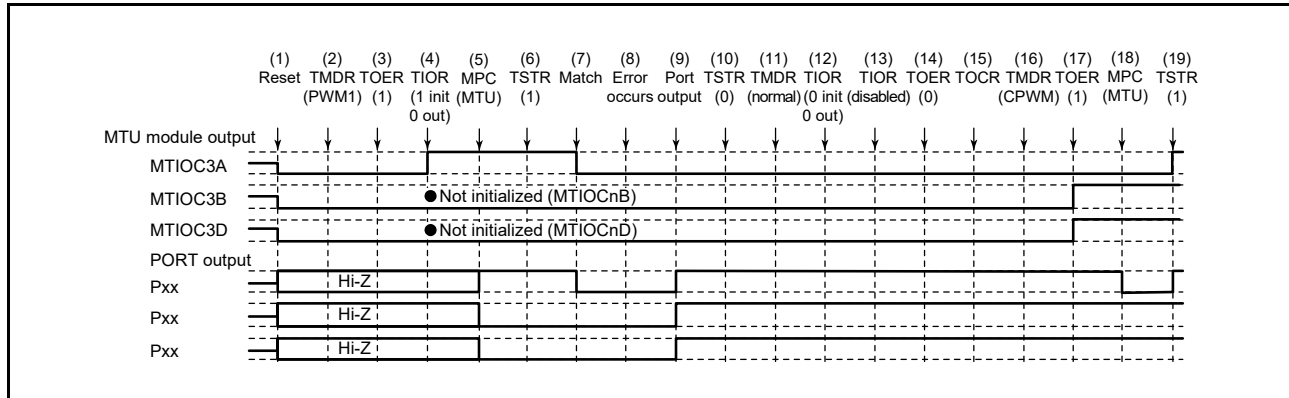 (1) (2) (3) (4) (5) (6) (7) (8) (9) (10) (11) (12) (13) (14) (15) (16) (17) (18) (19)
Reset TMDR TOER TIOR MPC TSTR Match Error Port TSTR TMDR TIOR TIOR TOER TOCR TMDR TOER MPC TSTR
(PWM1) (1) (1 init (MTU) (1) occurs output (0) (normal) (0 init (disabled) (0) (CPWM) (1) (MTU) (1)
0 out) 0 out)
MTU module output
MTIOC3A
MTIOC3B ●Not initialized (MTIOCnB)
MTIOC3D ●Not initialized (MTIOCnD)
PORT output
Pxx Hi-Z
Pxx Hi-Z
Pxx Hi-Z